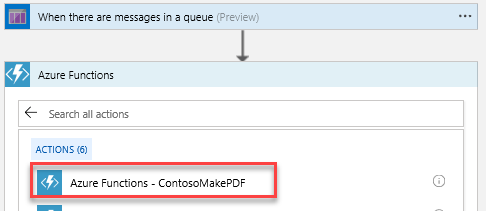 When there are messages in a queue (Preview)
Azure Functions
Search all actions
ACTIONS (6)
Azure Functions - ContosoMakePDF